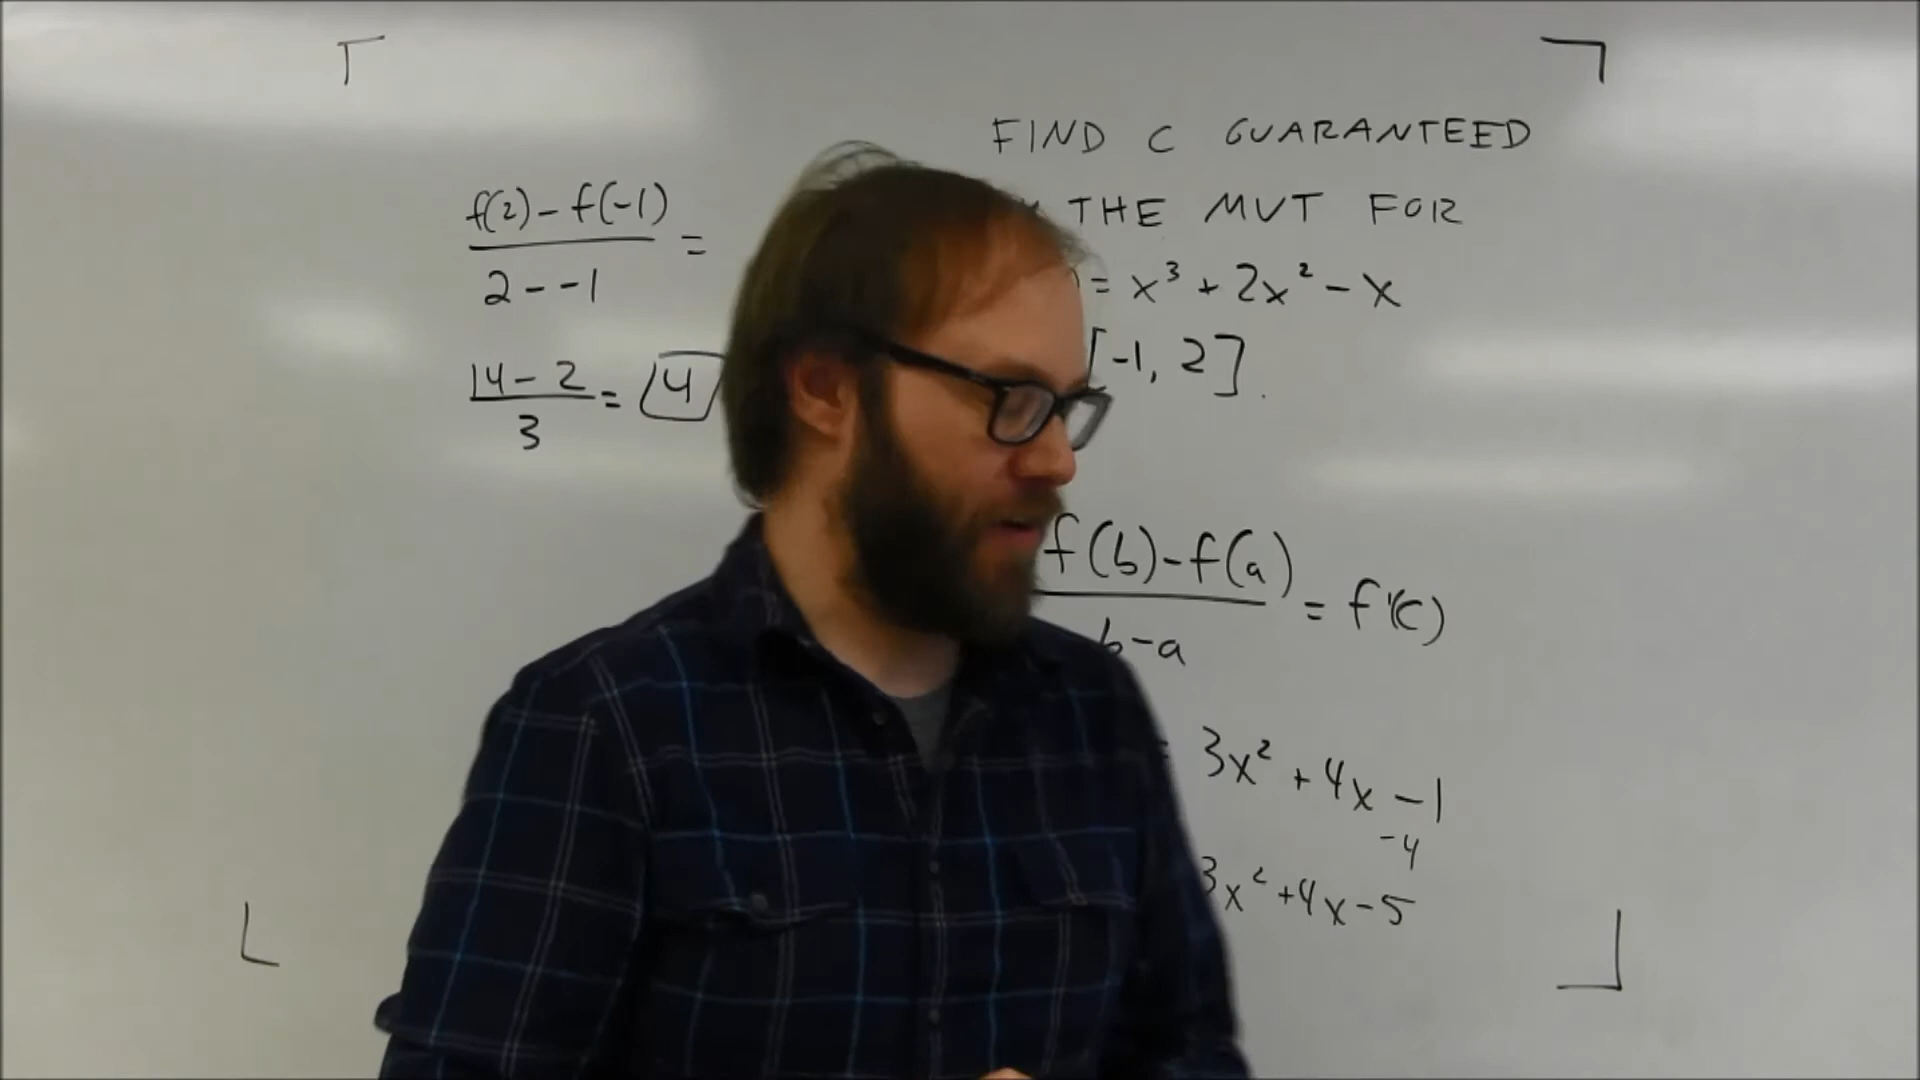 FIND C GUARANTEED
THE MVT FOR
) = x³ + 2x² - x
[-1, 2].
f(2) - f(-1)
2 - -1
=
14 - 2
3
= 4
f(b) - f(a)
b - a
= f'(c)
= 3x² + 4x - 1
-4
3x² + 4x - 5